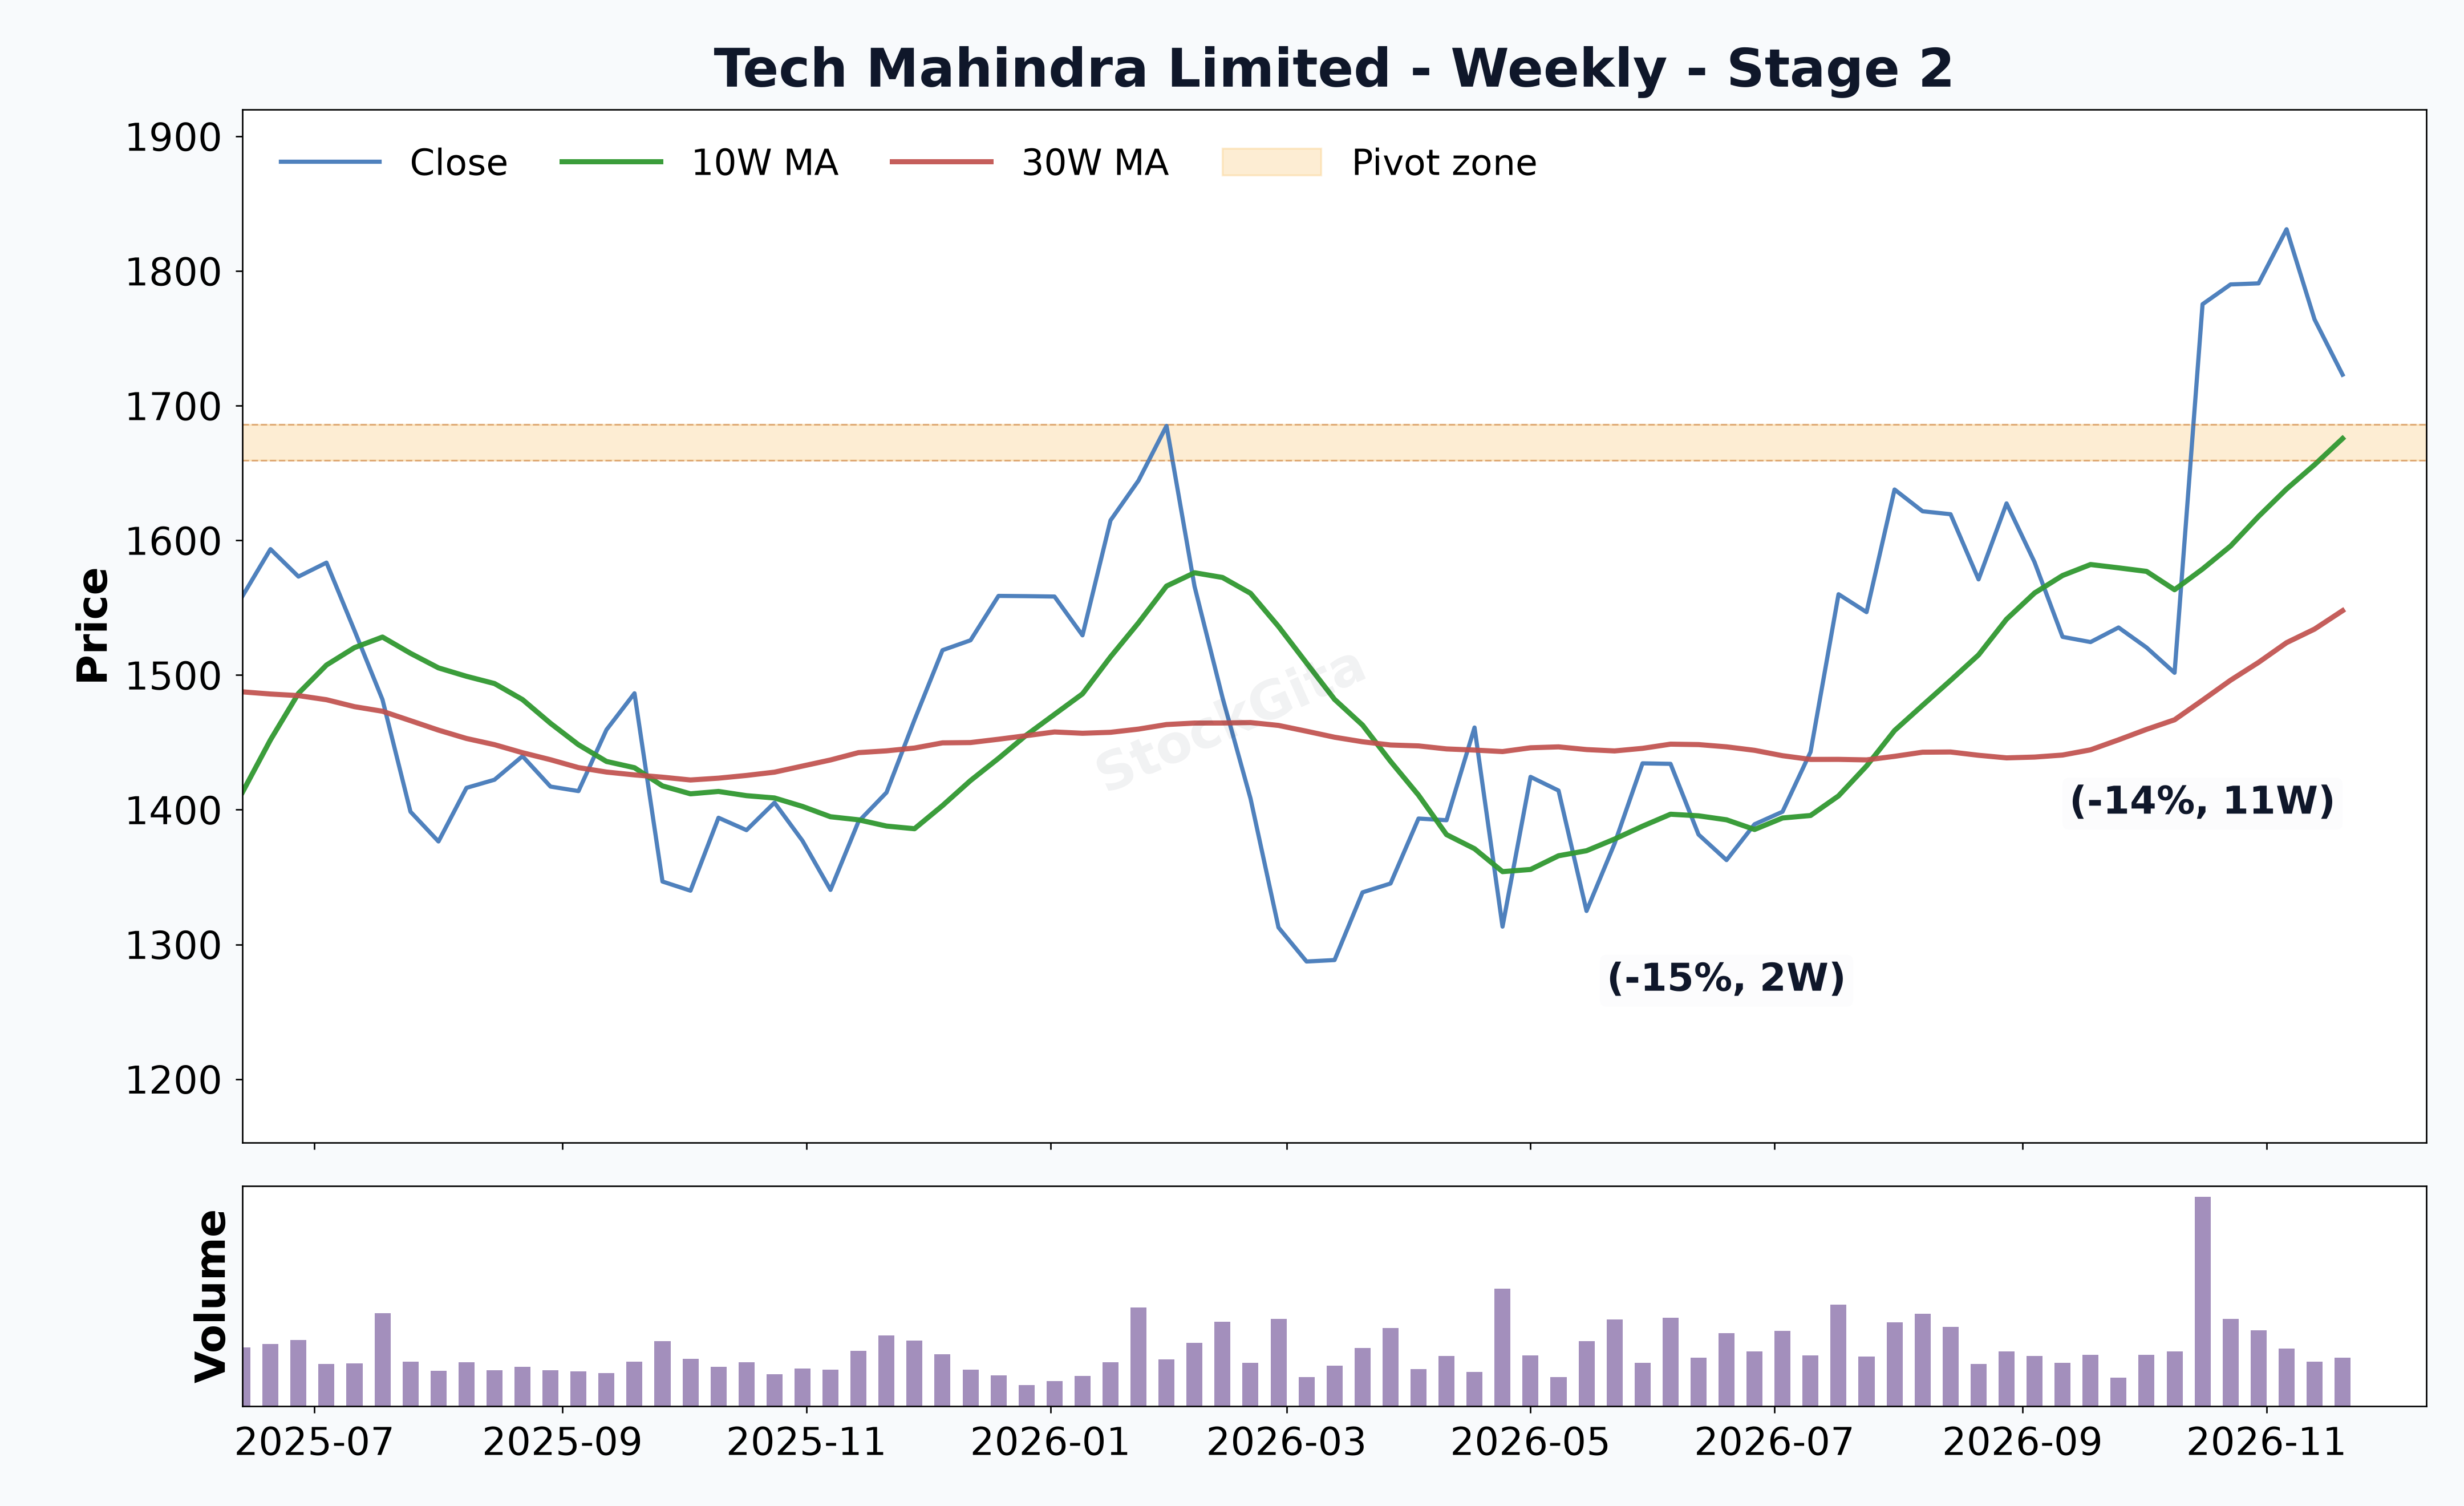 Tech Mahindra Limited - Weekly - Stage 2
Close 10W MA 30W MA Pivot zone
1900
1800
1700
1600
1500
1400
1300
1200
Price
StockGita
(-14%, 11W)
(-15%, 2W)
Volume
2025-07 2025-09 2025-11 2026-01 2026-03 2026-05 2026-07 2026-09 2026-11